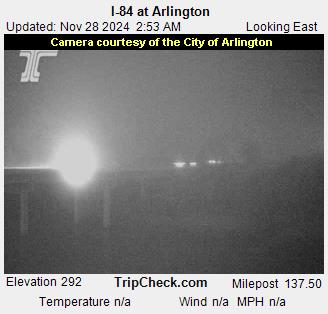 I-84 at Arlington
Updated: Nov 28 2024 2:53 AM Looking East
Camera courtesy of the City of Arlington
Elevation 292 TripCheck.com Milepost 137.50
Temperature n/a Wind n/a MPH n/a